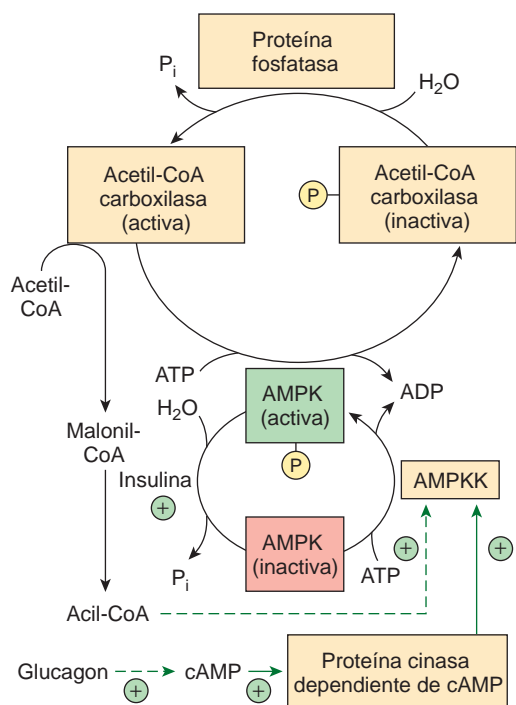 Proteína
fosfatasa
Pi
H2O
Acetil-CoA
carboxilasa
(activa)
P
Acetil-CoA
carboxilasa
(inactiva)
Acetil-
CoA
ATP
ADP
H2O
AMPK
(activa)
P
Malonil-
CoA
Insulina
+
AMPKK
AMPK
(inactiva)
+
+
Pi
ATP
Acil-CoA
Glucagon
+
cAMP
+
Proteína cinasa
dependiente de cAMP